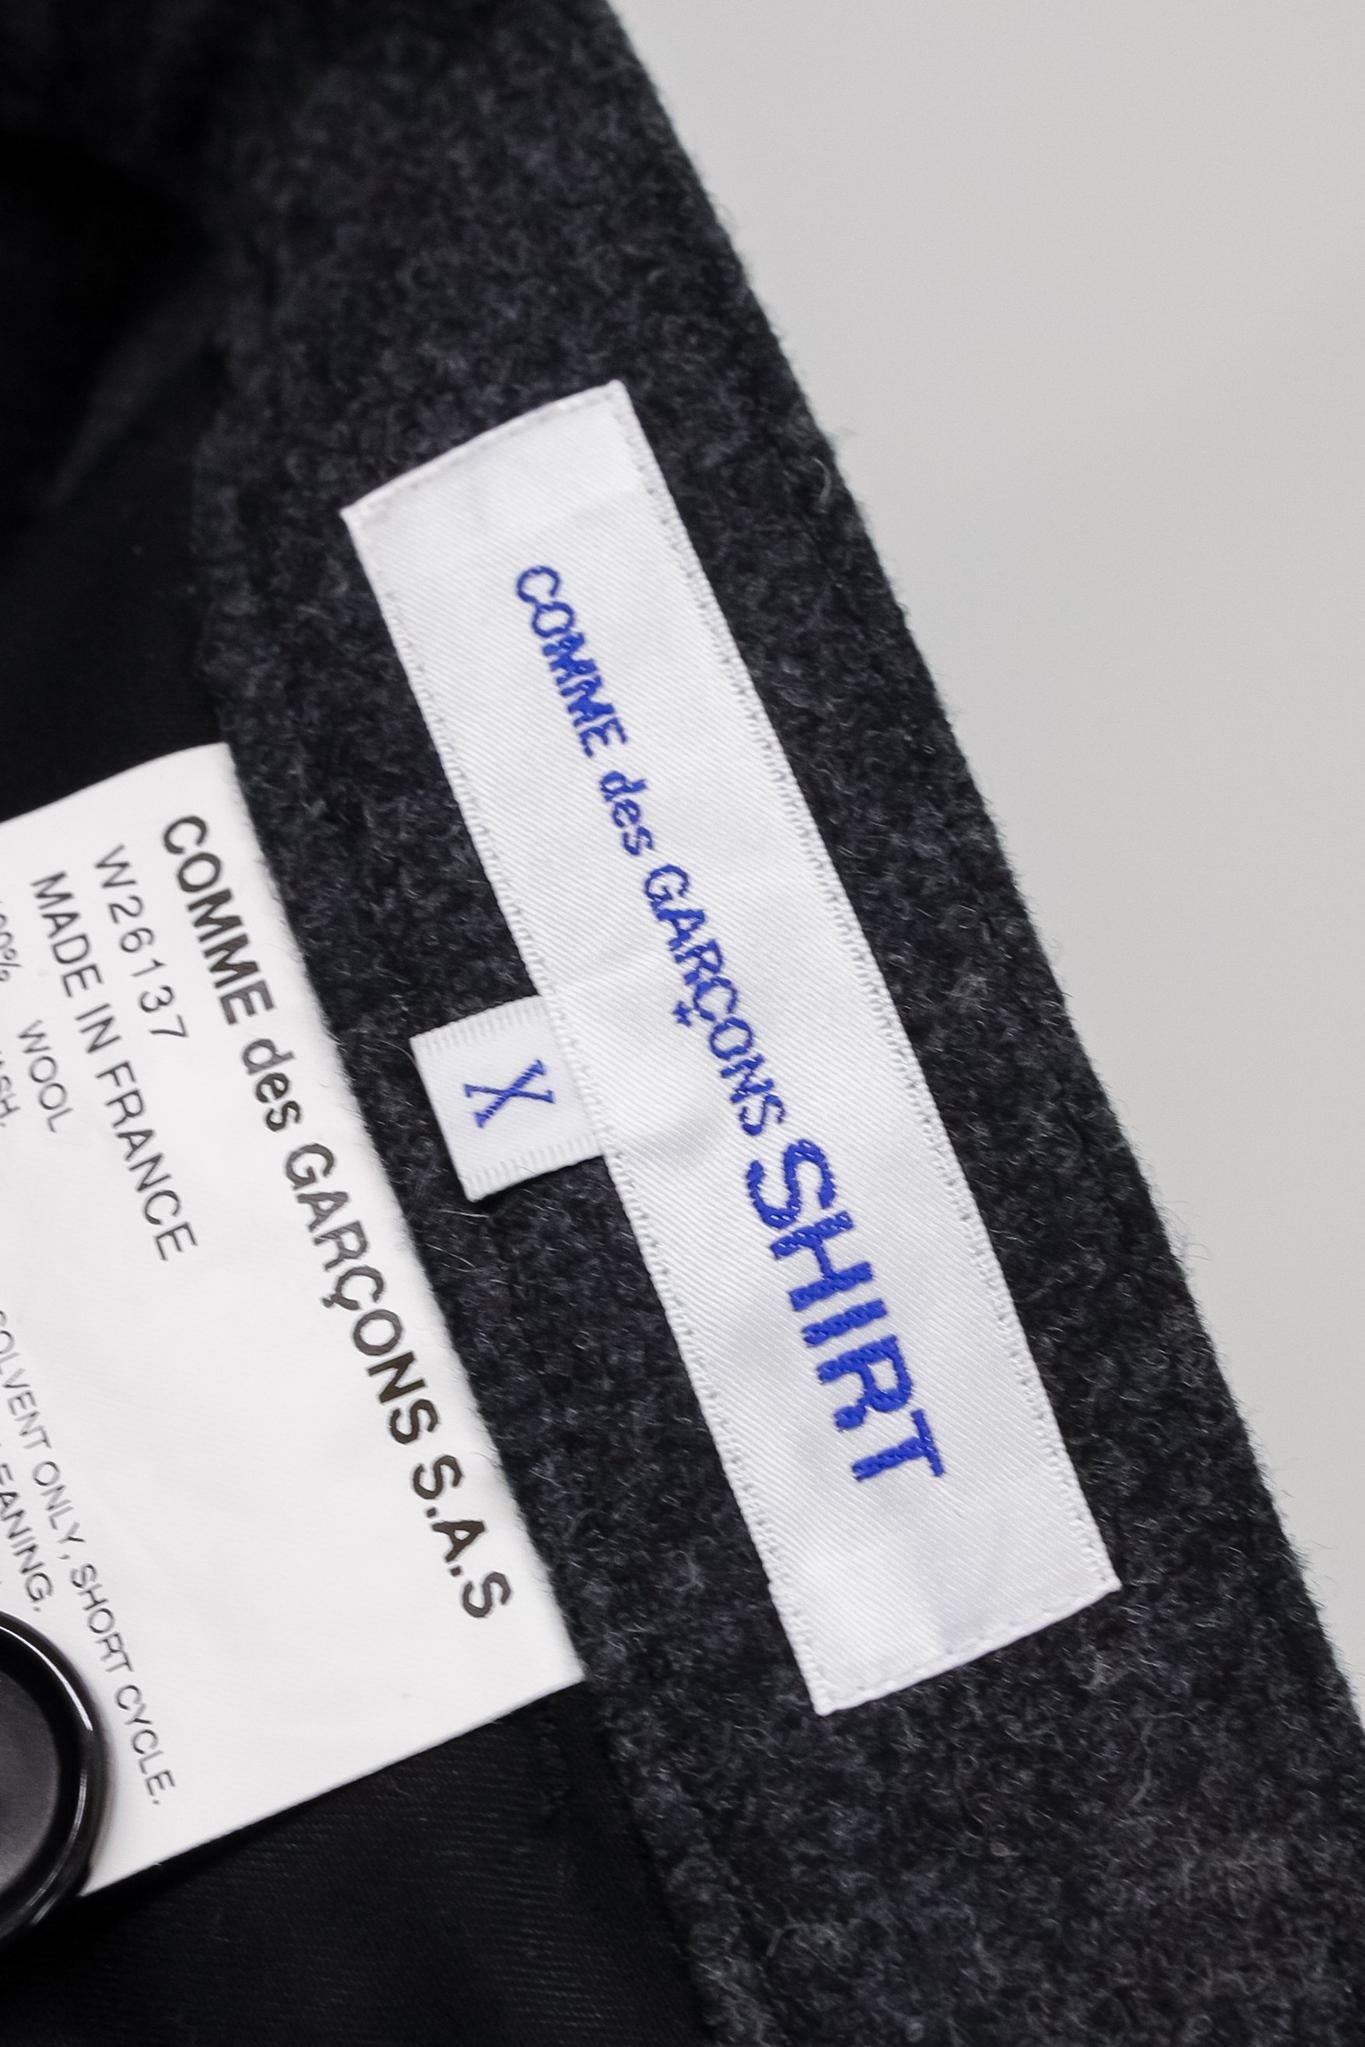 COMME des GARÇONS SHIRT
X
COMME des GARÇONS S.A.S
W26137
MADE IN FRANCE
WOOL
SOLVENT ONLY, SHORT CYCLE.